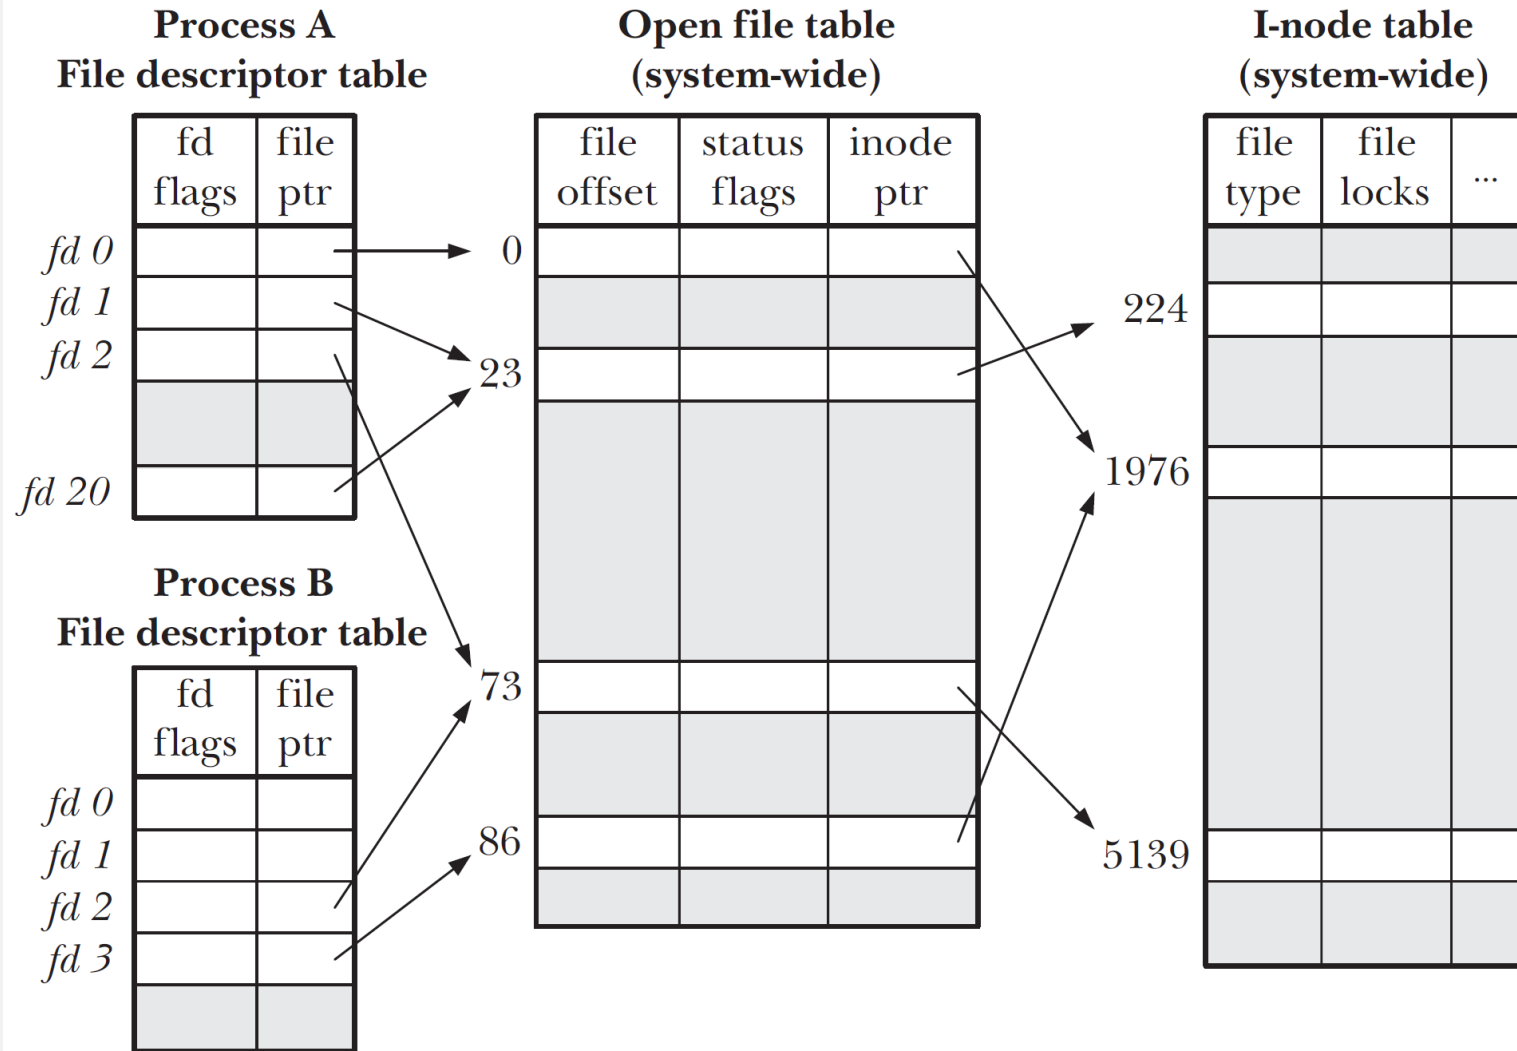 Process A
File descriptor table
fd
flags
file
ptr
fd 0
fd 1
fd 2
fd 20
Process B
File descriptor table
fd
flags
file
ptr
fd 0
fd 1
fd 2
fd 3
Open file table
(system-wide)
file
offset
status
flags
inode
ptr
0
23
73
86
I-node table
(system-wide)
file
type
file
locks
...
224
1976
5139